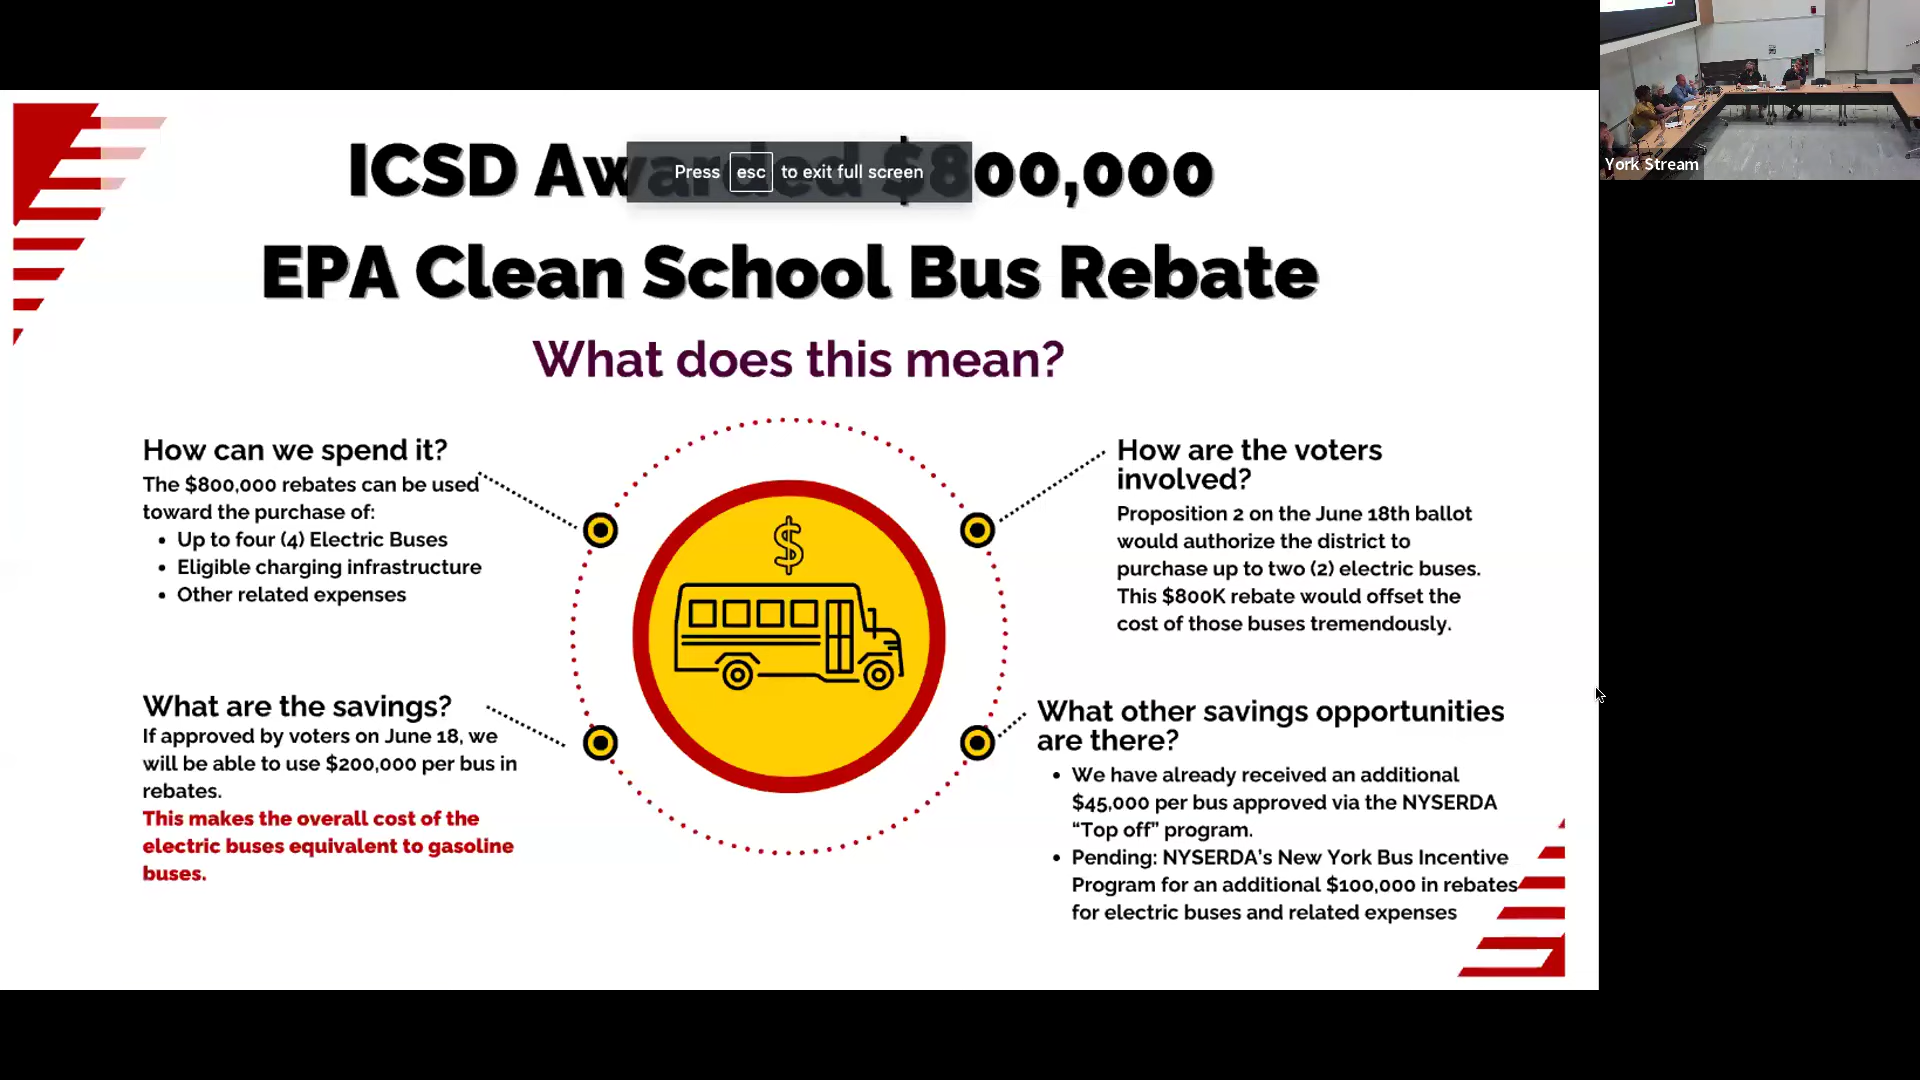 ICSD Awarded $800,000
Press esc to exit full screen
EPA Clean School Bus Rebate
What does this mean?
How can we spend it?
The $800,000 rebates can be used
toward the purchase of:
• Up to four (4) Electric Buses
• Eligible charging infrastructure
• Other related expenses
How are the voters
involved?
Proposition 2 on the June 18th ballot
would authorize the district to
purchase up to two (2) electric buses.
This $800K rebate would offset the
cost of those buses tremendously.
$
What are the savings?
If approved by voters on June 18, we
will be able to use $200,000 per bus in
rebates.
This makes the overall cost of the
electric buses equivalent to gasoline
buses.
What other savings opportunities
are there?
• We have already received an additional
$45,000 per bus approved via the NYSERDA
“Top off” program.
• Pending: NYSERDA’s New York Bus Incentive
Program for an additional $100,000 in rebates
for electric buses and related expenses
York Stream